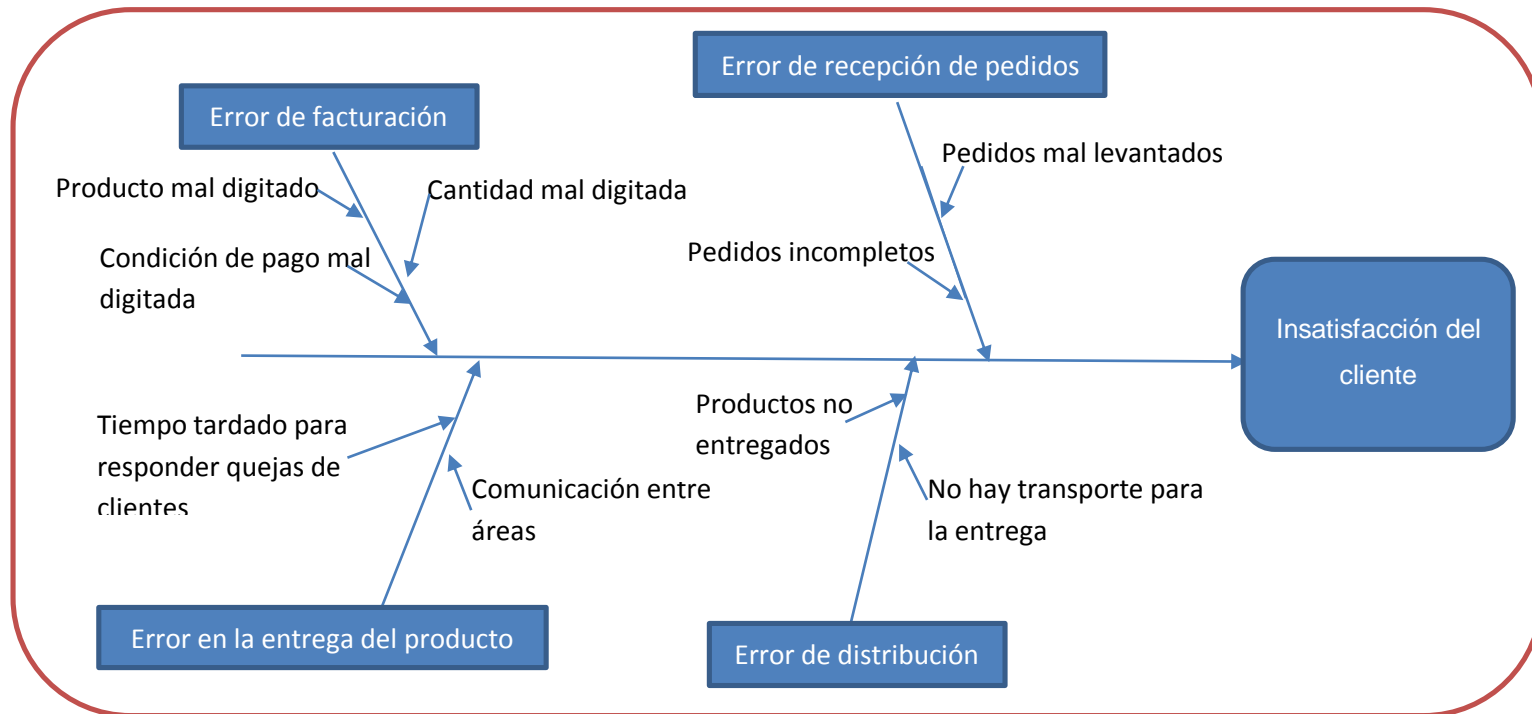 Error de recepción de pedidos
Error de facturación
Pedidos mal levantados
Producto mal digitado
Cantidad mal digitada
Condición de pago mal
digitada
Pedidos incompletos
Insatisfacción del
cliente
Tiempo tardado para
responder quejas de
clientes
Productos no
entregados
Comunicación entre
áreas
No hay transporte para
la entrega
Error en la entrega del producto
Error de distribución